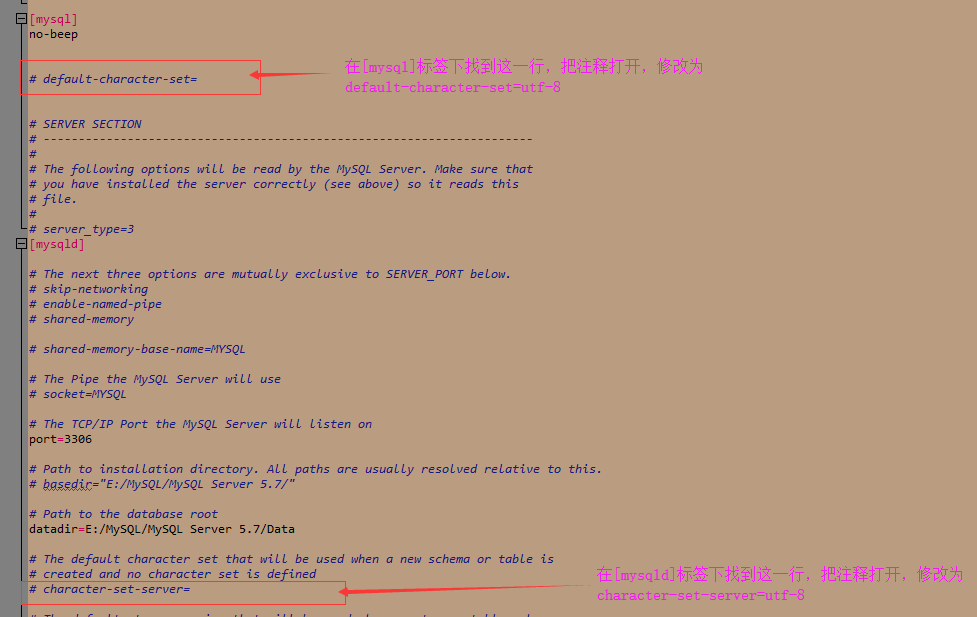 [mysql]
no-beep
# default-character-set=
在[mysql]标签下找到这一行，把注释打开，修改为
default-character-set=utf-8
# SERVER SECTION
# ----------------------------------------------------------------------
#
# The following options will be read by the MySQL Server. Make sure that
# you have installed the server correctly (see above) so it reads this
# file.
#
# server_type=3
[mysqld]
# The next three options are mutually exclusive to SERVER_PORT below.
# skip-networking
# enable-named-pipe
# shared-memory
# shared-memory-base-name=MYSQL
# The Pipe the MySQL Server will use
# socket=MYSQL
# The TCP/IP Port the MySQL Server will listen on
port=3306
# Path to installation directory. All paths are usually resolved relative to this.
# basedir="E:/MySQL/MySQL Server 5.7/"
# Path to the database root
datadir=E:/MySQL/MySQL Server 5.7/Data
# The default character set that will be used when a new schema or table is
# created and no character set is defined
# character-set-server=
在[mysqld]标签下找到这一行，把注释打开，修改为
character-set-server=utf-8